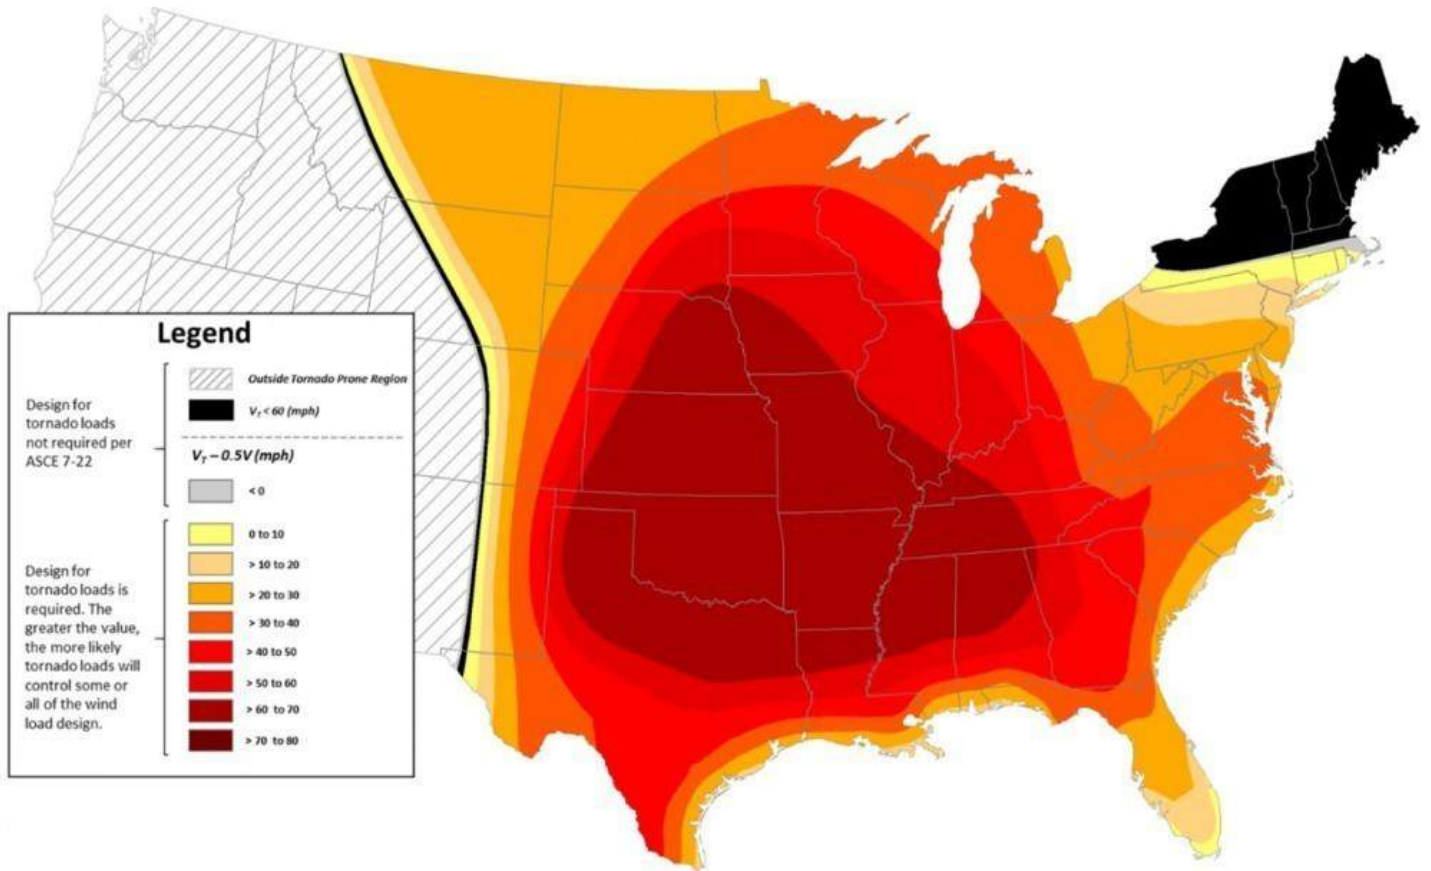 Legend
Design for
tornado loads
not required per
ASCE 7-22
Outside Tornado Prone Region
V_T < 60 (mph)
V_T – 0.5V (mph)
< 0
Design for
tornado loads is
required. The
greater the value,
the more likely
tornado loads will
control some or
all of the wind
load design.
0 to 10
> 10 to 20
> 20 to 30
> 30 to 40
> 40 to 50
> 50 to 60
> 60 to 70
> 70 to 80